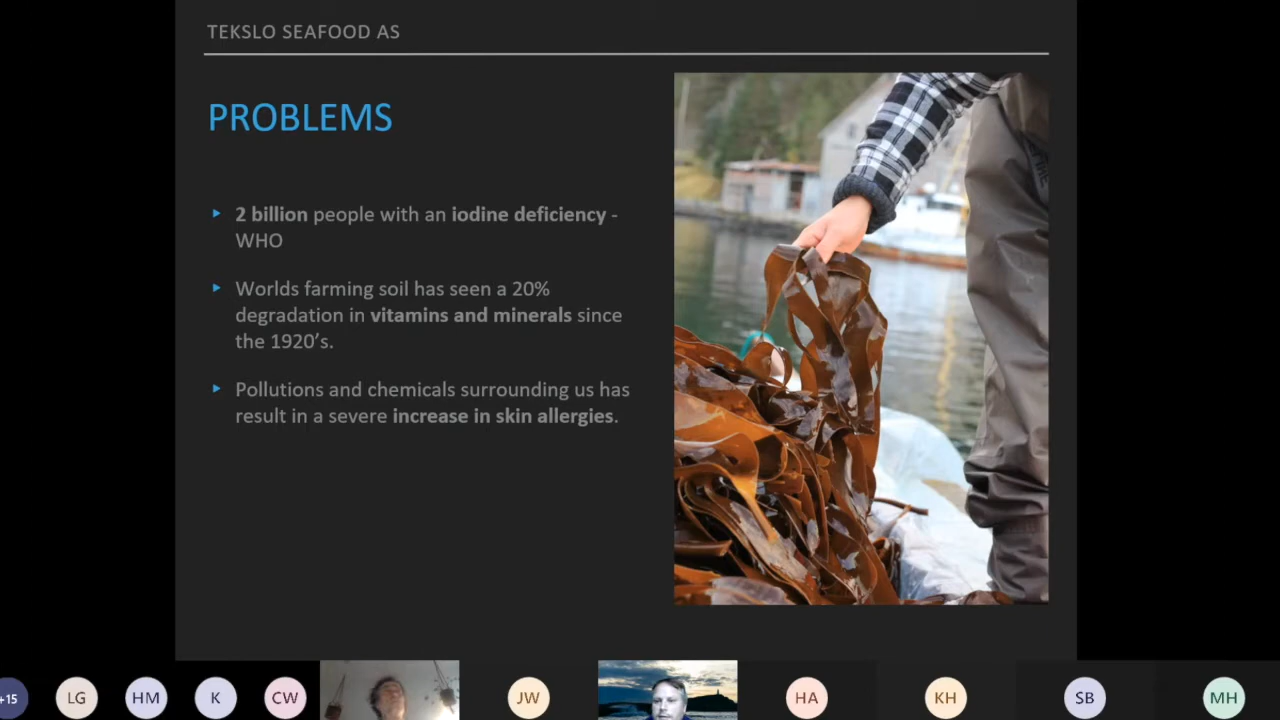 TEKSLO SEAFOOD AS
PROBLEMS
2 billion people with an iodine deficiency -
WHO
Worlds farming soil has seen a 20%
degradation in vitamins and minerals since
the 1920's.
Pollutions and chemicals surrounding us has
result in a severe increase in skin allergies.
+15
LG
HM
K
CW
JW
HA
KH
SB
MH